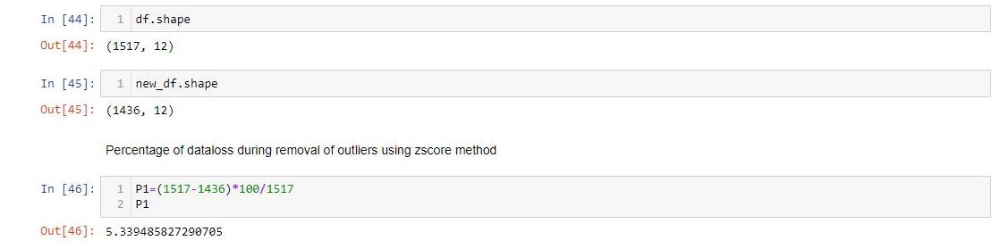 In [44]: 1 df.shape
Out[44]: (1517, 12)
In [45]: 1 new_df.shape
Out[45]: (1436, 12)
Percentage of dataloss during removal of outliers using zscore method
In [46]: 1 P1=(1517-1436)*100/1517
2 P1
Out[46]: 5.339485827290705